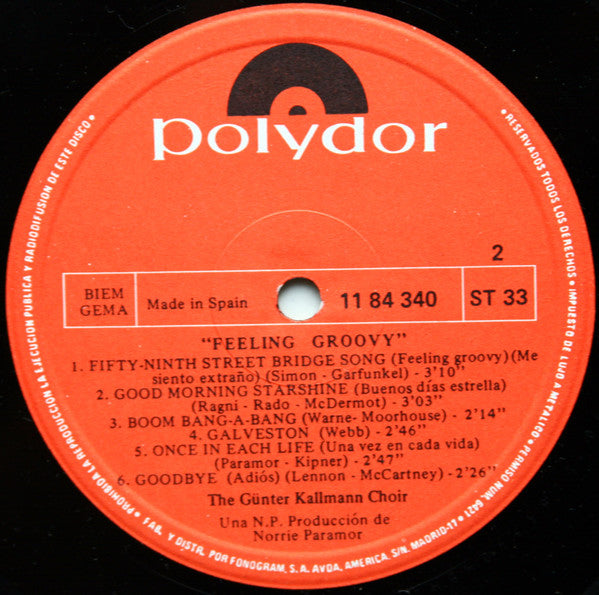 polydor
2
BIEM
GEMA
Made in Spain
11 84 340
ST 33
"FEELING GROOVY"
1. FIFTY-NINTH STREET BRIDGE SONG (Feeling groovy) (Me
siento extraño) (Simon - Garfunkel) - 3'10"
2. GOOD MORNING STARSHINE (Buenos días estrella)
(Ragni - Rado - McDermot) - 3'03"
3. BOOM BANG-A-BANG (Warne- Moorhouse) - 2'14"
4. GALVESTON (Webb) - 2'46"
5. ONCE IN EACH LIFE (Una vez en cada vida)
(Paramor - Kipner) - 2'47"
6. GOODBYE (Adiós) (Lennon - McCartney) - 2'26"
The Günter Kallmann Choir
Una N.P. Producción de
Norrie Paramor
• RESERVADOS TODOS LOS DERECHOS • IMPUESTO DE LUJO A METALICO • PERMISO NUM. 6421 • FAB. Y DISTR. POR FONOGRAM, S. A. AVDA. AMERICA, S/N. MADRID-17 • PROHIBIDA LA REPRODUCCION, LA EJECUCION PUBLICA Y RADIODIFUSION DE ESTE DISCO •